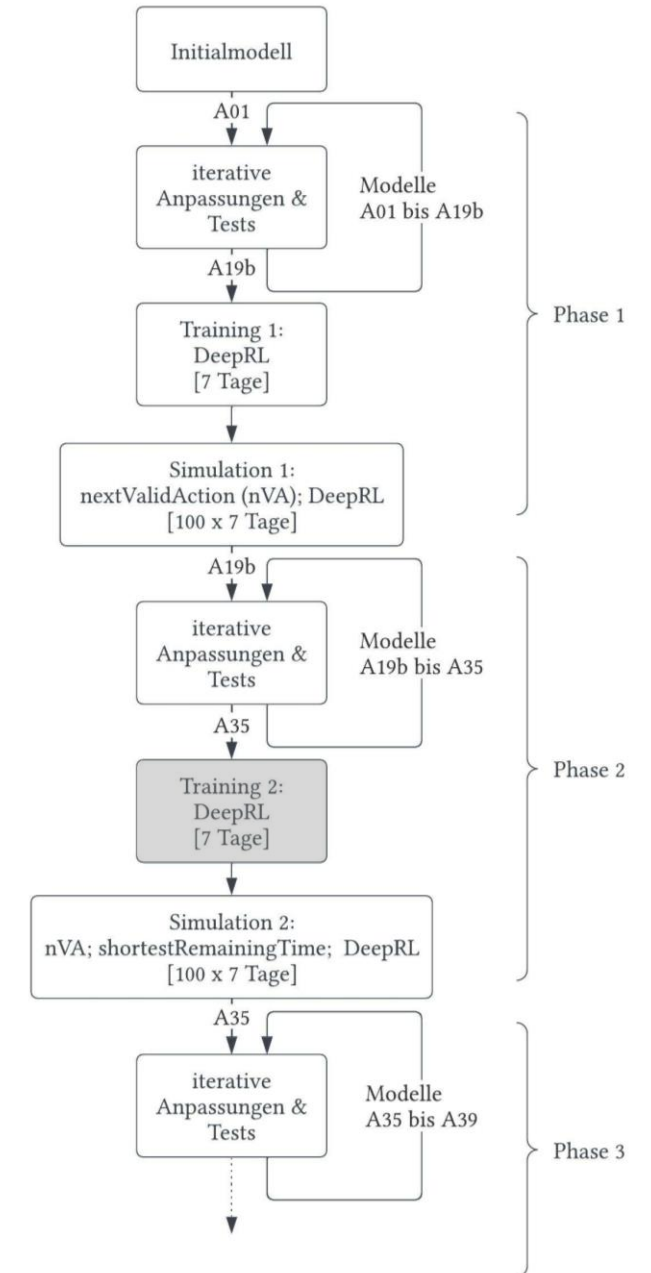 Initialmodell
A01
iterative
Anpassungen &
Tests
Modelle
A01 bis A19b
A19b
Training 1:
DeepRL
[7 Tage]
Phase 1
Simulation 1:
nextValidAction (nVA); DeepRL
[100 x 7 Tage]
A19b
iterative
Anpassungen &
Tests
Modelle
A19b bis A35
A35
Training 2:
DeepRL
[7 Tage]
Phase 2
Simulation 2:
nVA; shortestRemainingTime; DeepRL
[100 x 7 Tage]
A35
iterative
Anpassungen &
Tests
Modelle
A35 bis A39
Phase 3